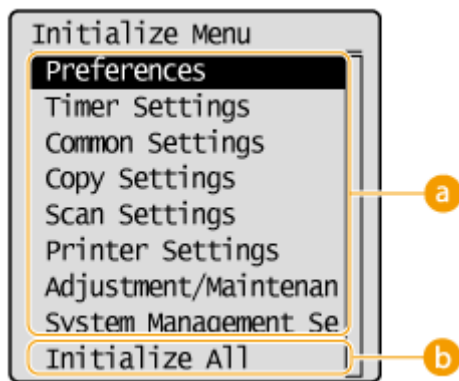 Initialize Menu
Preferences
Timer Settings
Common Settings
Copy Settings
a
Scan Settings
Printer Settings
Adjustment/Maintenan
System Management Se
Initialize All
b